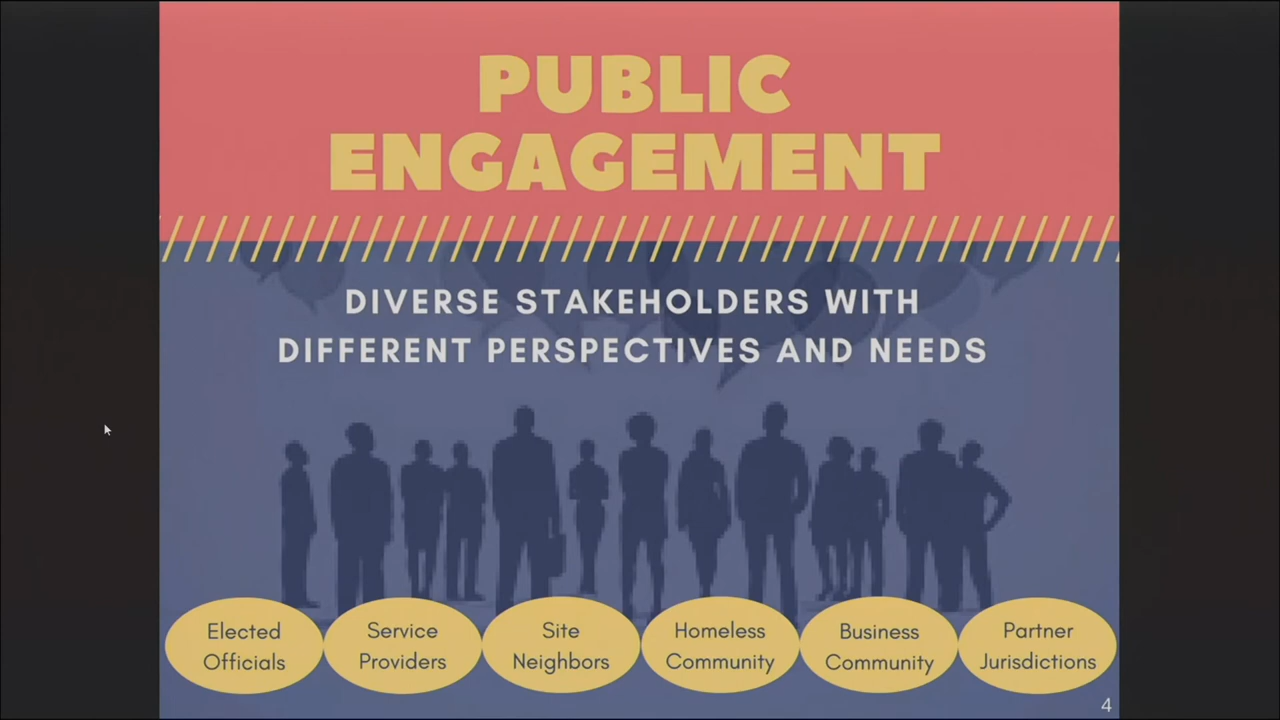 PUBLIC
ENGAGEMENT
DIVERSE STAKEHOLDERS WITH
DIFFERENT PERSPECTIVES AND NEEDS
Elected
Officials
Service
Providers
Site
Neighbors
Homeless
Community
Business
Community
Partner
Jurisdictions
4